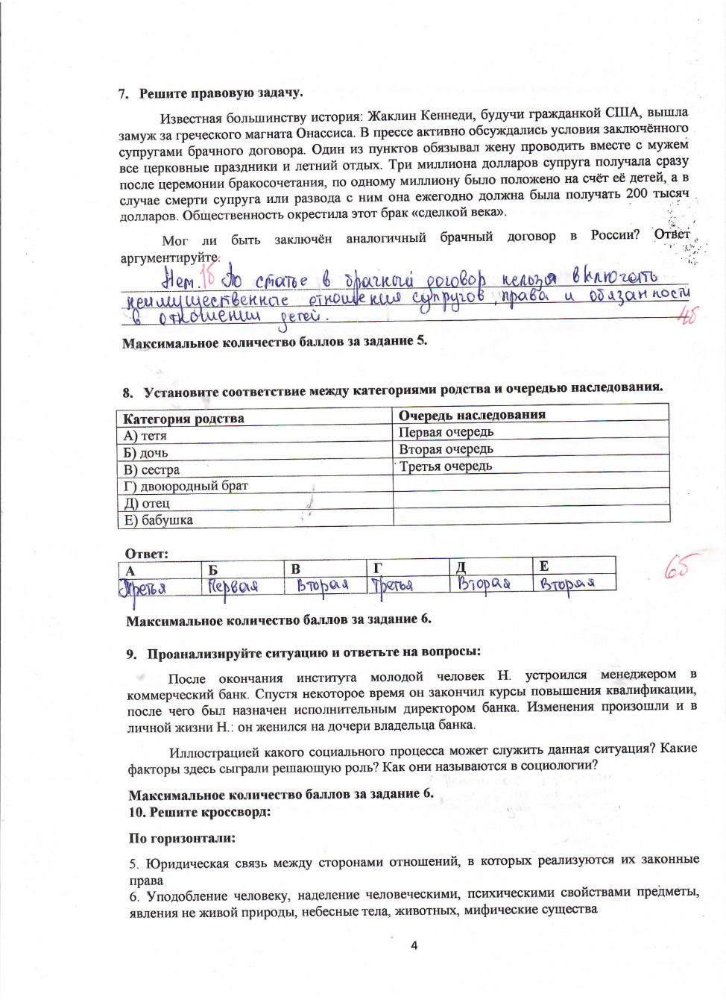 7. Решите правовую задачу.
Известная большинству история: Жаклин Кеннеди, будучи гражданкой США, вышла
замуж за греческого магната Онассиса. В прессе активно обсуждались условия заключённого
супругами брачного договора. Один из пунктов обязывал жену проводить вместе с мужем
все церковные праздники и летний отдых. Три миллиона долларов супруга получала сразу
после церемонии бракосочетания, по одному миллиону было положено на счёт её детей, а в
случае смерти супруга или развода с ним она ежегодно должна была получать 200 тысяч
долларов. Общественность окрестила этот брак «сделкой века».
Мог ли быть заключён аналогичный брачный договор в России? Ответ
аргументируйте.
Нет. 1б По статье в брачный договор нельзя включать
неимущественные отношения супругов, права и обязанности
в отношении детей.
4б
Максимальное количество баллов за задание 5.
8. Установите соответствие между категориями родства и очередью наследования.
Категория родства Очередь наследования
А) тетя Первая очередь
Б) дочь Вторая очередь
В) сестра Третья очередь
Г) двоюродный брат
Д) отец
Е) бабушка
Ответ:
А Б В Г Д Е
Третья Первая Вторая Третья Вторая Вторая
6б
Максимальное количество баллов за задание 6.
9. Проанализируйте ситуацию и ответьте на вопросы:
После окончания института молодой человек Н. устроился менеджером в
коммерческий банк. Спустя некоторое время он закончил курсы повышения квалификации,
после чего был назначен исполнительным директором банка. Изменения произошли и в
личной жизни Н.: он женился на дочери владельца банка.
Иллюстрацией какого социального процесса может служить данная ситуация? Какие
факторы здесь сыграли решающую роль? Как они называются в социологии?
Максимальное количество баллов за задание 6.
10. Решите кроссворд:
По горизонтали:
5. Юридическая связь между сторонами отношений, в которых реализуются их законные
права
6. Уподобление человеку, наделение человеческими, психическими свойствами предметы,
явления не живой природы, небесные тела, животных, мифические существа
4